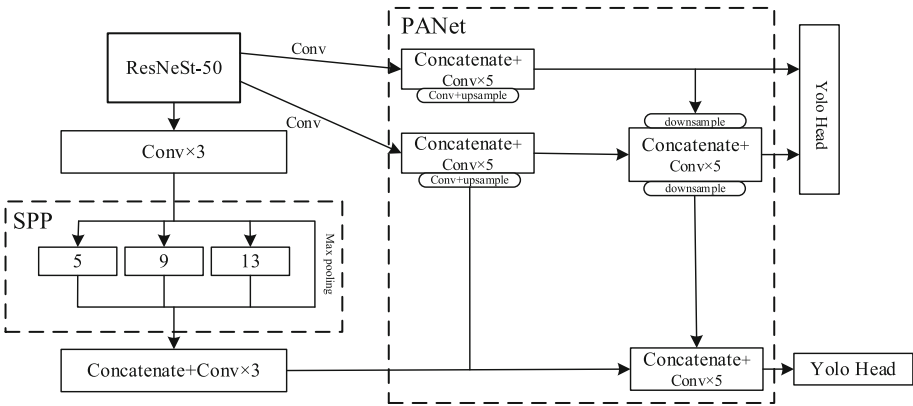 PANet
Conv
ResNeSt-50
Concatenate+
Conv×5
Conv+upsample
Yolo Head
Conv
downsample
Conv×3
Concatenate+
Conv×5
Conv+upsample
Concatenate+
Conv×5
downsample
SPP
5
9
13
Max pooling
Concatenate+Conv×3
Concatenate+
Conv×5
Yolo Head